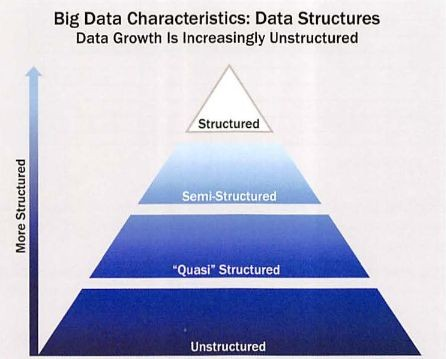 Big Data Characteristics: Data Structures
Data Growth Is Increasingly Unstructured
More Structured
Structured
Semi-Structured
"Quasi" Structured
Unstructured